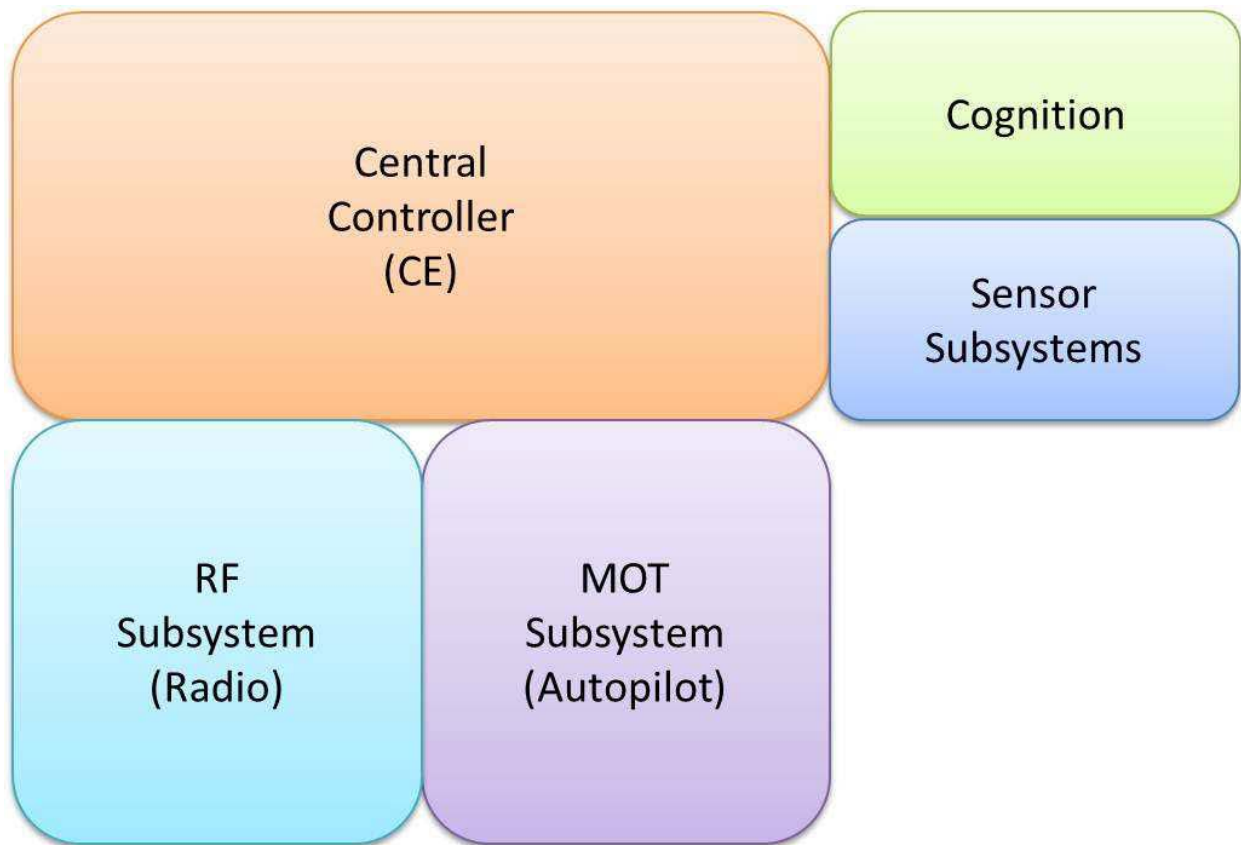 Central
Controller
(CE)
Cognition
Sensor
Subsystems
RF
Subsystem
(Radio)
MOT
Subsystem
(Autopilot)